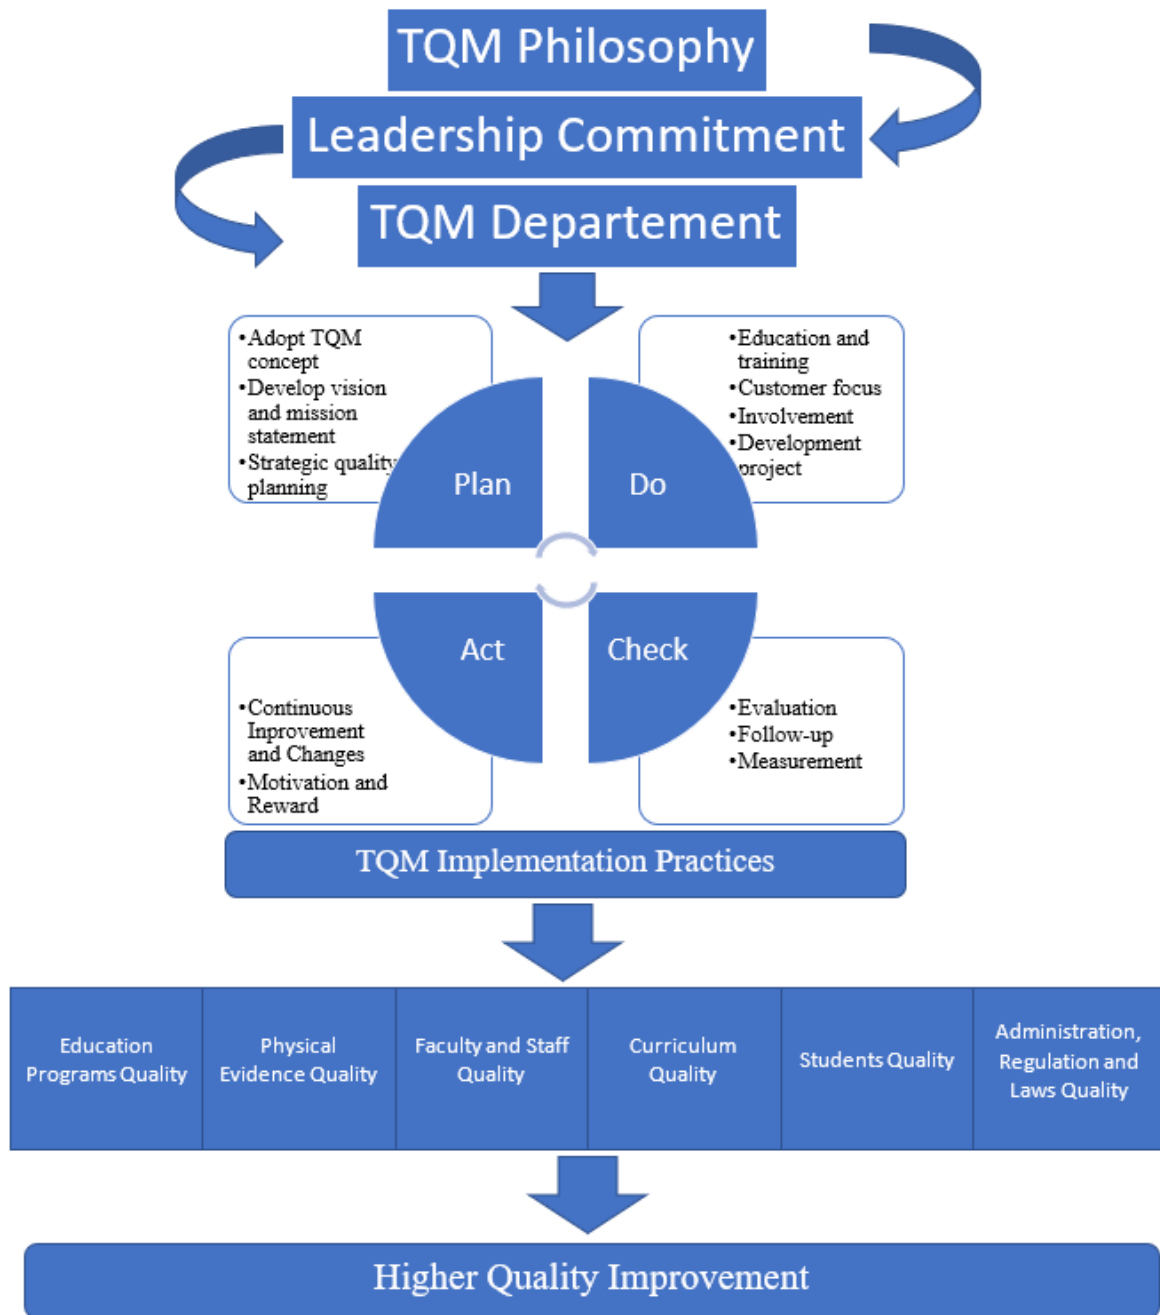 TQM Philosophy
Leadership Commitment
TQM Departement
•Adopt TQM
concept
•Develop vision
and mission
statement
•Strategic quality
planning
•Education and
training
•Customer focus
•Involvement
•Development
project
Plan
Do
Act
Check
•Continuous
Inprovement
and Changes
•Motivation and
Reward
•Evaluation
•Follow-up
•Measurement
TQM Implementation Practices
Education
Programs Quality
Physical
Evidence Quality
Faculty and Staff
Quality
Curriculum
Quality
Students Quality
Administration,
Regulation and
Laws Quality
Higher Quality Improvement